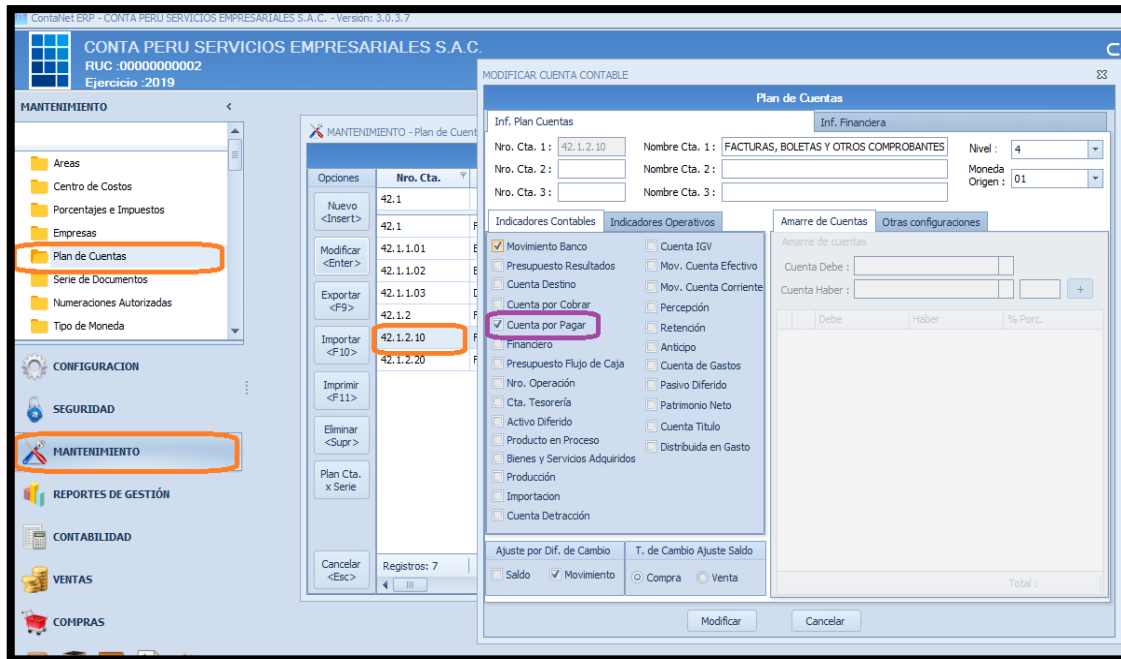 ContaNet ERP - CONTA PERU SERVICIOS EMPRESARIALES S.A.C. - Versión: 3.0.3.7
CONTA PERU SERVICIOS EMPRESARIALES S.A.C.
RUC :00000000002
Ejercicio :2019
MANTENIMIENTO
Areas
Centro de Costos
Porcentajes e Impuestos
Empresas
Plan de Cuentas
Serie de Documentos
Numeraciones Autorizadas
Tipo de Moneda
CONFIGURACION
SEGURIDAD
MANTENIMIENTO
REPORTES DE GESTIÓN
CONTABILIDAD
VENTAS
COMPRAS
MANTENIMIENTO - Plan de Cuent
Opciones
Nuevo
<Insert>
Modificar
<Enter>
Exportar
<F9>
Importar
<F10>
Imprimir
<F11>
Eliminar
<Supr>
Plan Cta.
x Serie
Cancelar
<Esc>
Nro. Cta.
42.1
42.1
42.1.1.01
42.1.1.02
42.1.1.03
42.1.2
42.1.2.10
42.1.2.20
Registros: 7
MODIFICAR CUENTA CONTABLE
Plan de Cuentas
Inf. Plan Cuentas Inf. Financiera
Nro. Cta. 1 : 42.1.2.10 Nombre Cta. 1 : FACTURAS, BOLETAS Y OTROS COMPROBANTES Nivel : 4
Nro. Cta. 2 : Nombre Cta. 2 : Moneda Origen : 01
Nro. Cta. 3 : Nombre Cta. 3 :
Indicadores Contables Indicadores Operativos
Movimiento Banco
Presupuesto Resultados
Cuenta Destino
Cuenta por Cobrar
Cuenta por Pagar
Financiero
Presupuesto Flujo de Caja
Nro. Operación
Cta. Tesorería
Activo Diferido
Producto en Proceso
Bienes y Servicios Adquiridos
Producción
Importacion
Cuenta Detracción
Cuenta IGV
Mov. Cuenta Efectivo
Mov. Cuenta Corriente
Percepción
Retención
Anticipo
Cuenta de Gastos
Pasivo Diferido
Patrimonio Neto
Cuenta Titulo
Distribuida en Gasto
Ajuste por Dif. de Cambio
Saldo Movimiento
T. de Cambio Ajuste Saldo
Compra Venta
Amarre de Cuentas Otras configuraciones
Amarre de cuentas
Cuenta Debe :
Cuenta Haber : +
Debe Haber % Porc.
Total :
Modificar Cancelar